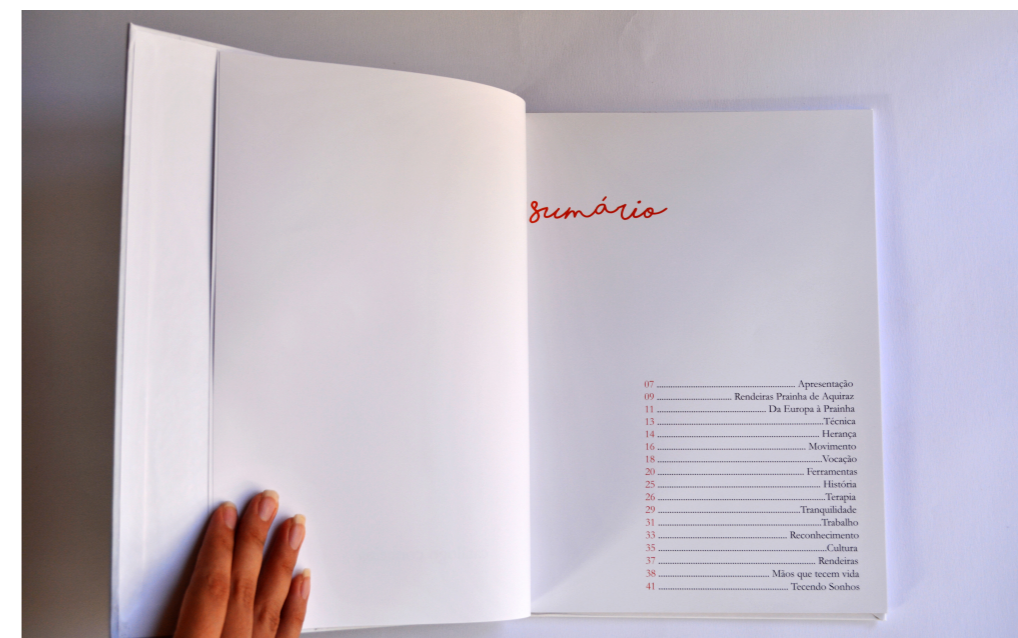 sumário
07 .................................................... Apresentação
09 ............................ Rendeiras Prainha de Aquiraz
11 ......................................... Da Europa à Prainha
13 ..............................................................Técnica
14 ............................................................. Herança
16 ........................................................ Movimento
18 .............................................................Vocação
20 ....................................................... Ferramentas
25 ............................................................. História
26 ...............................................................Terapia
29 .....................................................Tranquilidade
31 .............................................................Trabalho
33 ................................................ Reconhecimento
35 ...............................................................Cultura
37 ........................................................... Rendeiras
38 .......................................... Mãos que tecem vida
41 ................................................. Tecendo Sonhos